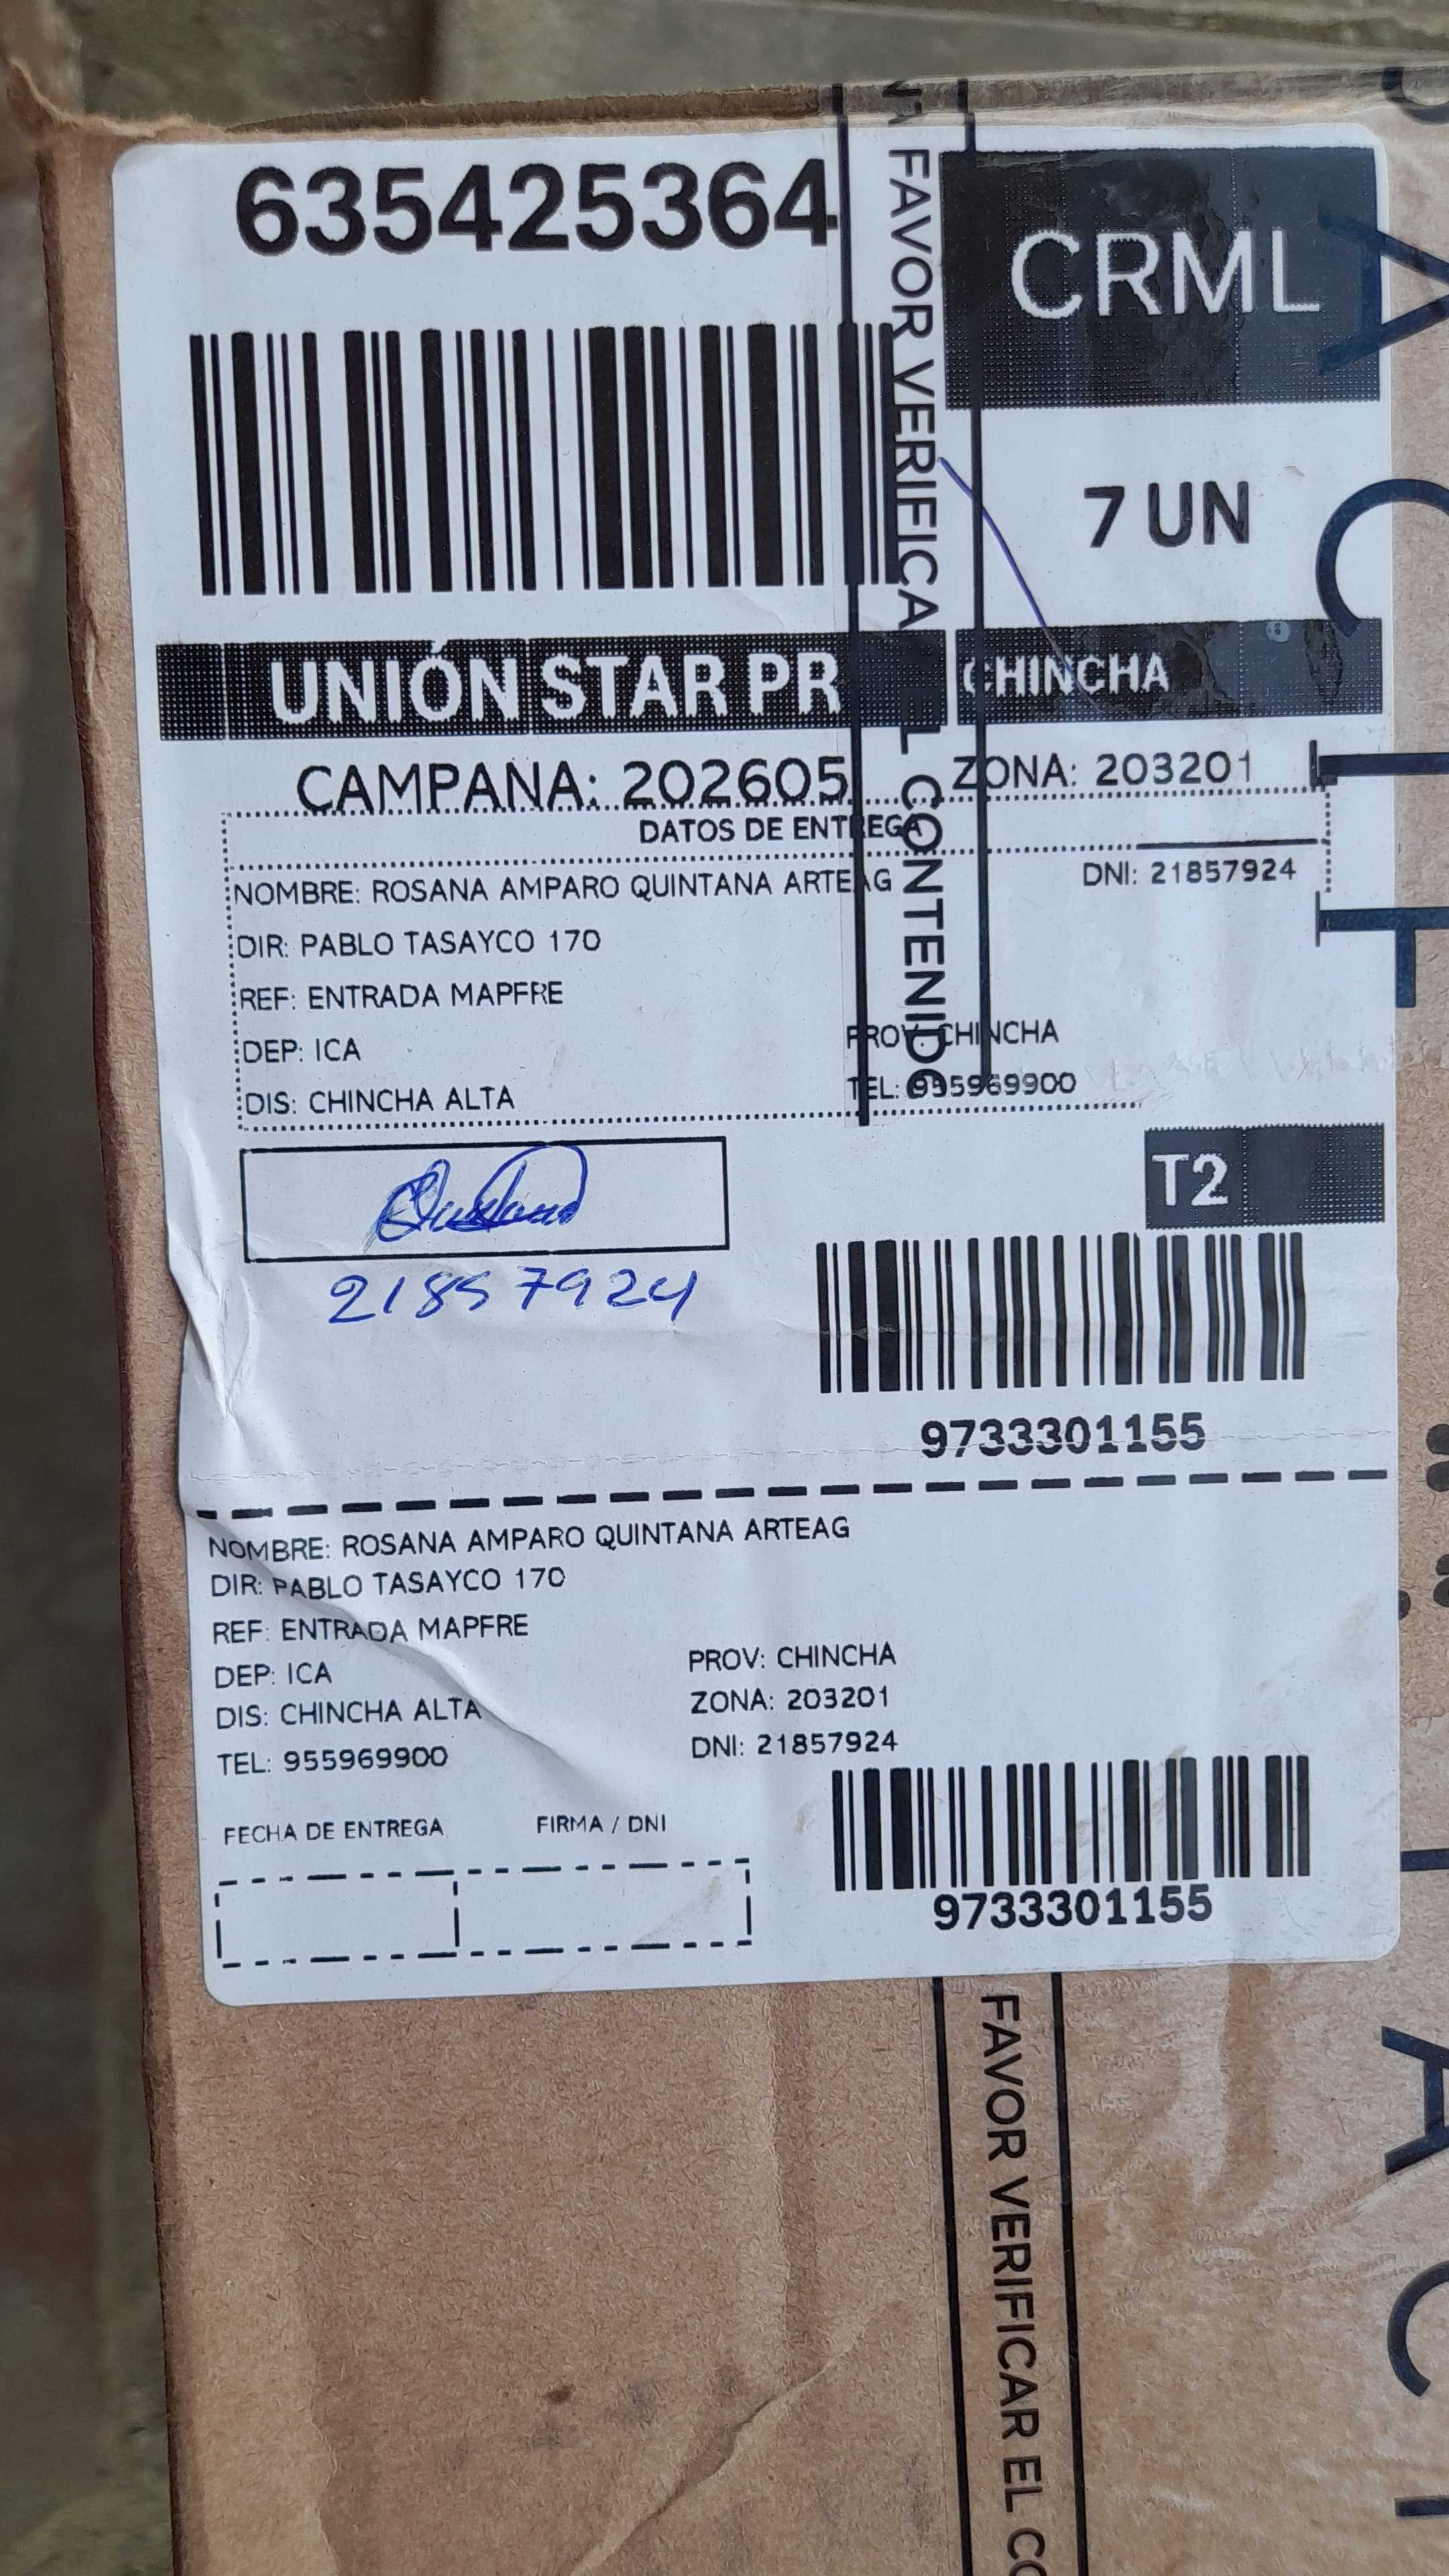 635425364
CRML
7 UN
UNIÓN STAR PR
CHINCHA
CAMPANA: 202605
ZONA: 203201
DATOS DE ENTREGA
NOMBRE: ROSANA AMPARO QUINTANA ARTEAG
DNI: 21857924
DIR: PABLO TASAYCO 170
REF: ENTRADA MAPFRE
DEP: ICA
PROV: CHINCHA
DIS: CHINCHA ALTA
TEL: 955969900
T2
21857924
9733301155
NOMBRE: ROSANA AMPARO QUINTANA ARTEAG
DIR: PABLO TASAYCO 170
REF: ENTRADA MAPFRE
DEP: ICA
PROV: CHINCHA
DIS: CHINCHA ALTA
ZONA: 203201
TEL: 955969900
DNI: 21857924
FECHA DE ENTREGA
FIRMA / DNI
9733301155
FAVOR VERIFICA EL CONTENIDO
FAVOR VERIFICAR EL CO